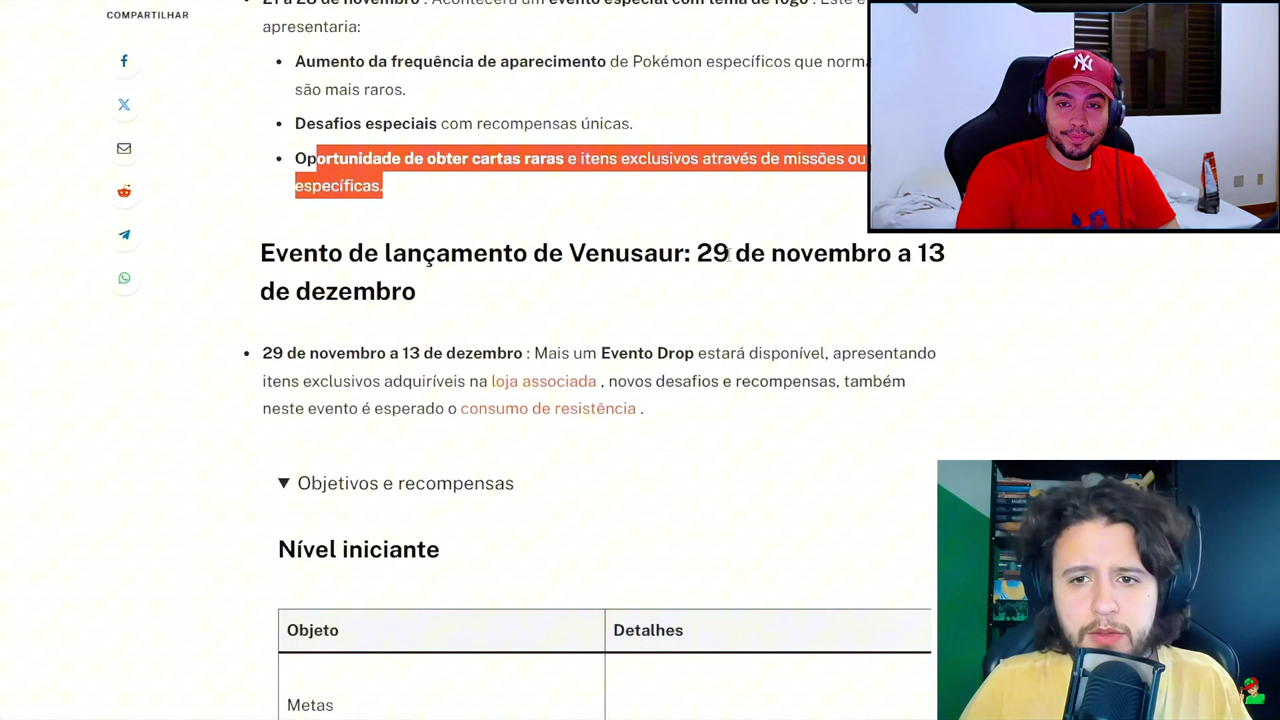 COMPARTILHAR
apresentaria:
Aumento da frequência de aparecimento de Pokémon específicos que norma
são mais raros.
Desafios especiais com recompensas únicas.
Oportunidade de obter cartas raras e itens exclusivos através de missões ou
específicas.
Evento de lançamento de Venusaur: 29 de novembro a 13
de dezembro
29 de novembro a 13 de dezembro : Mais um Evento Drop estará disponível, apresentando
itens exclusivos adquiríveis na loja associada , novos desafios e recompensas, também
neste evento é esperado o consumo de resistência .
▼ Objetivos e recompensas
Nível iniciante
Objeto
Detalhes
Metas
NY